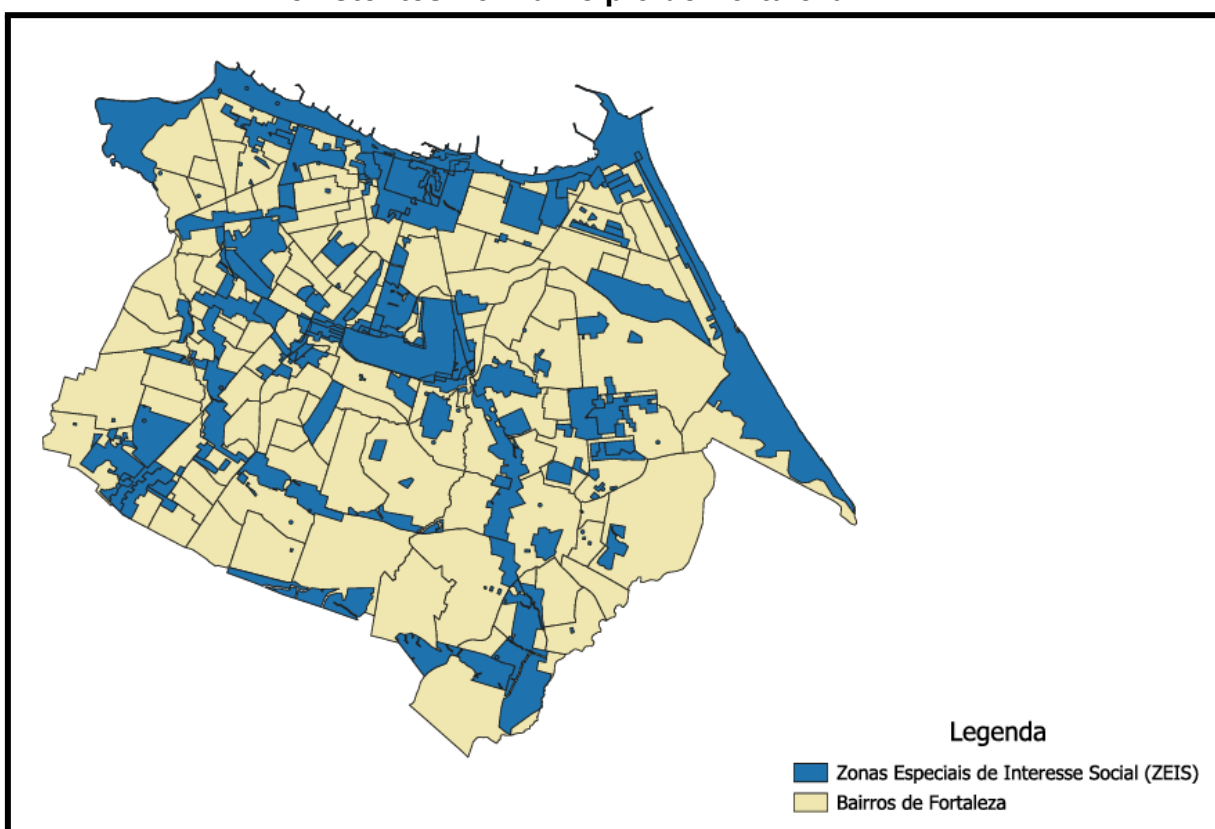 Legenda
Zonas Especiais de Interesse Social (ZEIS)
Bairros de Fortaleza